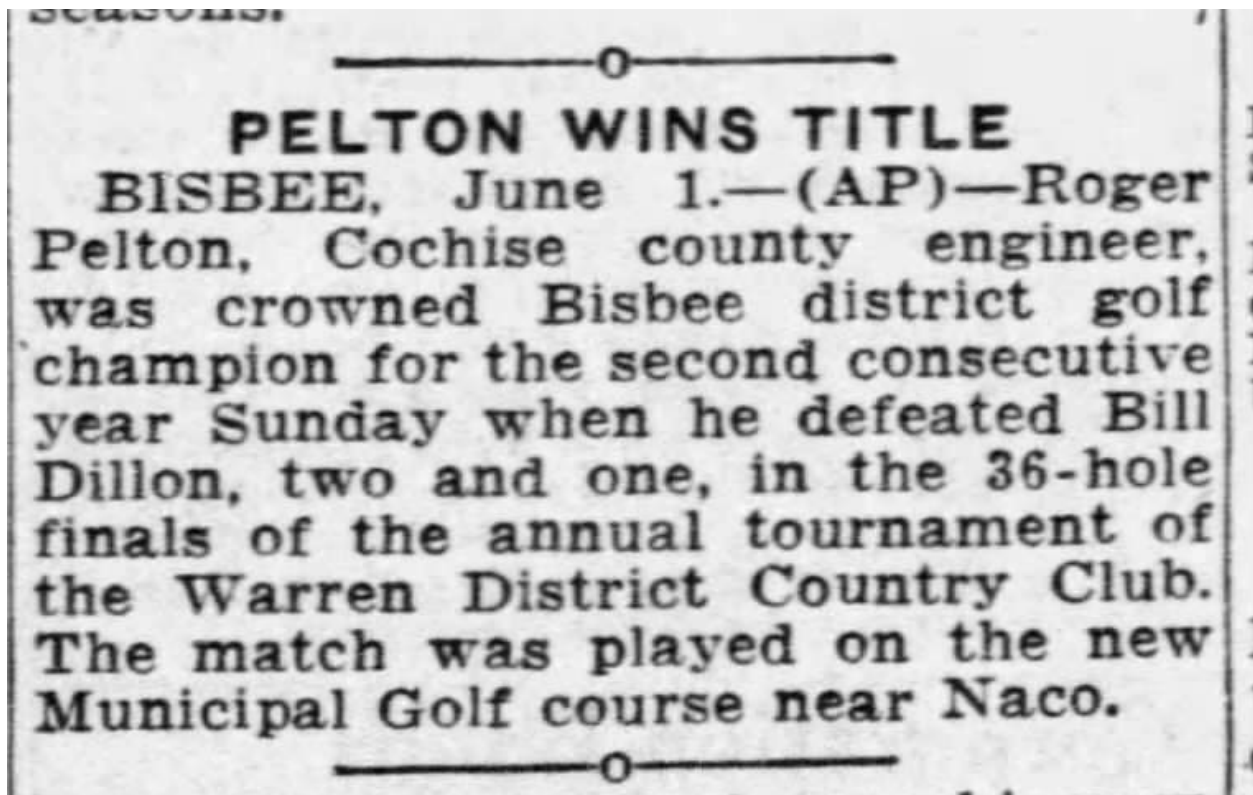 seasons.
PELTON WINS TITLE
BISBEE, June 1.—(AP)—Roger
Pelton, Cochise county engineer,
was crowned Bisbee district golf
champion for the second consecutive
year Sunday when he defeated Bill
Dillon, two and one, in the 36-hole
finals of the annual tournament of
the Warren District Country Club.
The match was played on the new
Municipal Golf course near Naco.